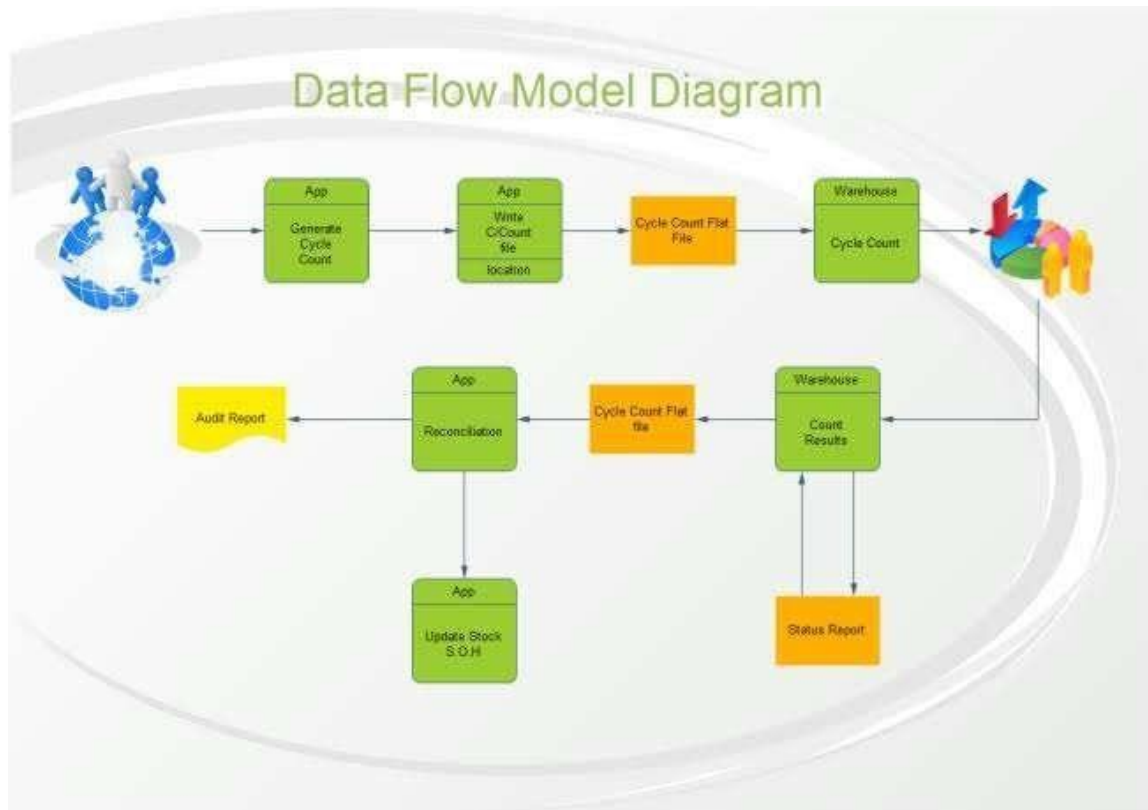 Data Flow Model Diagram
App
Generate
Cycle
Count
App
Write
C/Count
file
location
Cycle Count Flat
File
Warehouse
Cycle Count
Audit Report
App
Reconciliation
Cycle Count Flat
file
Warehouse
Count
Results
App
Update Stock
S.O.H
Status Report